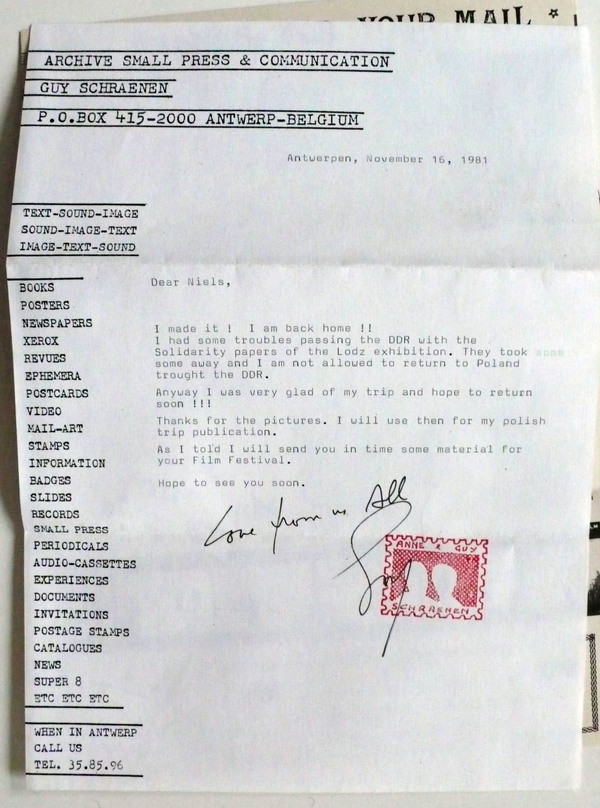 YOUR MAIL
ARCHIVE SMALL PRESS & COMMUNICATION
GUY SCHRAENEN
P.O.BOX 415-2000 ANTWERP-BELGIUM
Antwerpen, November 16, 1981
TEXT-SOUND-IMAGE
SOUND-IMAGE-TEXT
IMAGE-TEXT-SOUND
BOOKS
POSTERS
NEWSPAPERS
XEROX
REVUES
EPHEMERA
POSTCARDS
VIDEO
MAIL-ART
STAMPS
INFORMATION
BADGES
SLIDES
RECORDS
SMALL PRESS
PERIODICALS
AUDIO-CASSETTES
EXPERIENCES
DOCUMENTS
INVITATIONS
POSTAGE STAMPS
CATALOGUES
NEWS
SUPER 8
ETC ETC ETC
WHEN IN ANTWERP
CALL US
TEL. 35.85.96
Dear Niels,
I made it ! I am back home !!
I had some troubles passing the DDR with the
Solidarity papers of the Lodz exhibition. They took some
some away and I am not allowed to return to Poland
trought the DDR.
Anyway I was very glad of my trip and hope to return
soon !!!
Thanks for the pictures. I will use then for my polish
trip publication.
As I told I will send you in time some material for
your Film Festival.
Hope to see you soon.
Love from us All
Guy
ANNE & GUY
SCHRAENEN